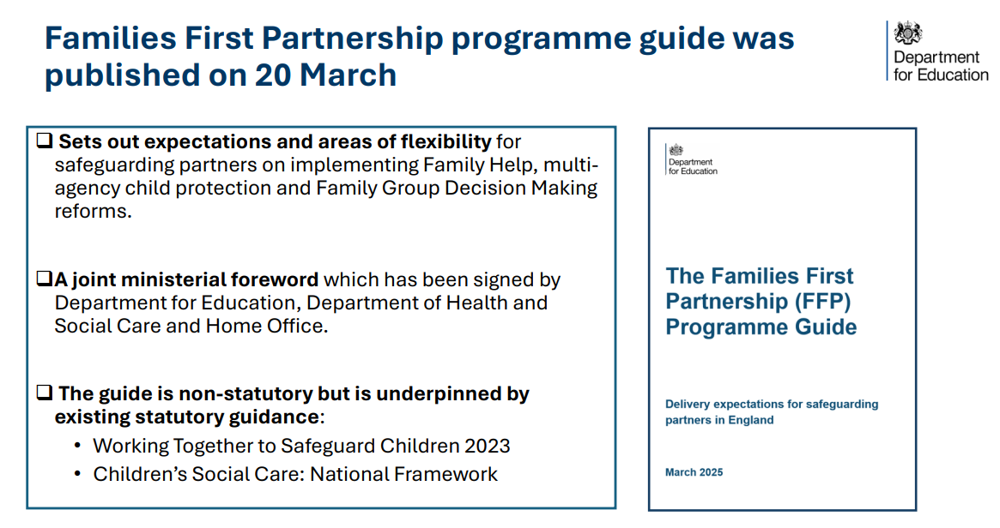 Families First Partnership programme guide was
published on 20 March
Department
for Education
❑ Sets out expectations and areas of flexibility for
safeguarding partners on implementing Family Help, multi-
agency child protection and Family Group Decision Making
reforms.
❑A joint ministerial foreword which has been signed by
Department for Education, Department of Health and
Social Care and Home Office.
❑ The guide is non-statutory but is underpinned by
existing statutory guidance:
• Working Together to Safeguard Children 2023
• Children’s Social Care: National Framework
Department
for Education
The Families First
Partnership (FFP)
Programme Guide
Delivery expectations for safeguarding
partners in England
March 2025